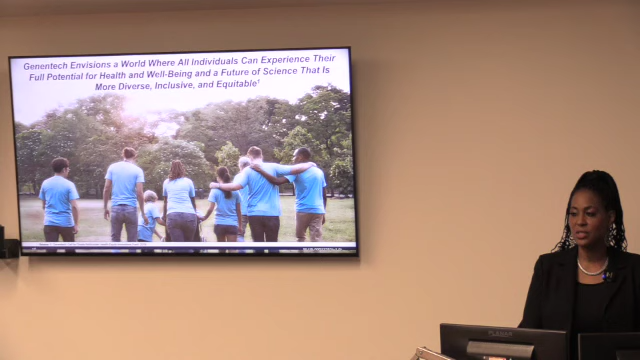 Genentech Envisions a World Where All Individuals Can Experience Their
Full Potential for Health and Well-Being and a Future of Science That Is
More Diverse, Inclusive, and Equitable¹